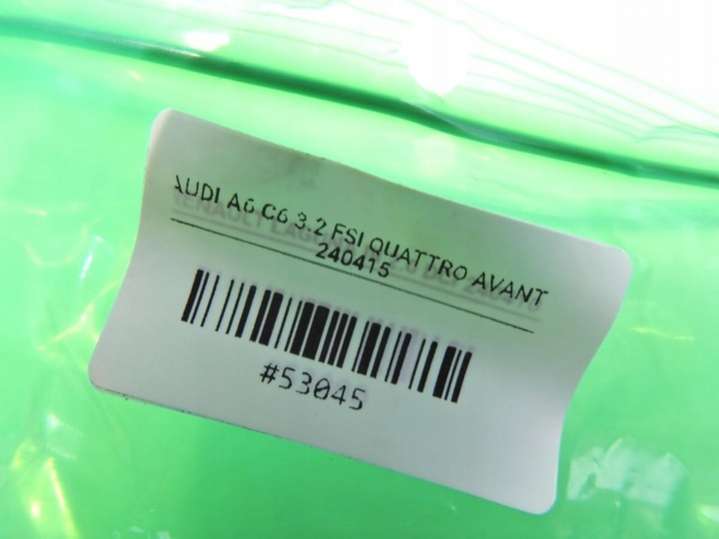 AUDI A6 C6 3.2 FSI QUATTRO AVANT
240415
#53045